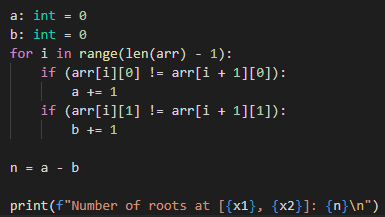 a: int = 0
b: int = 0
for i in range(len(arr) - 1):
    if (arr[i][0] != arr[i + 1][0]):
        a += 1
    if (arr[i][1] != arr[i + 1][1]):
        b += 1

n = a - b

print(f"Number of roots at [{x1}, {x2}]: {n}\n")